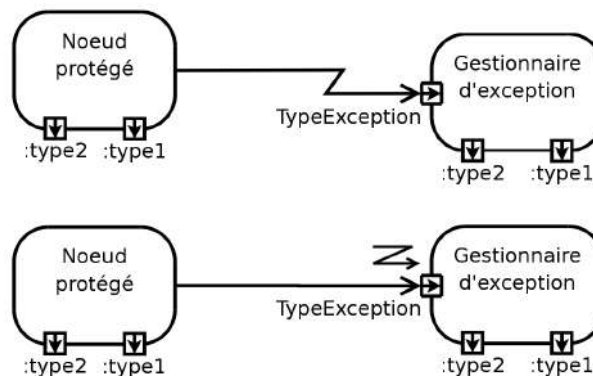 Noeud
protégé
Gestionnaire
d'exception
TypeException
:type2 :type1
:type2 :type1
Noeud
protégé
Gestionnaire
d'exception
TypeException
:type2 :type1
:type2 :type1